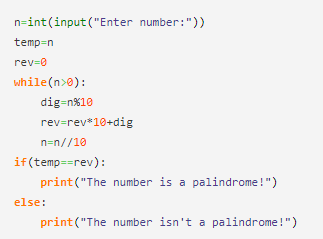 n=int(input("Enter number:"))
temp=n
rev=0
while(n>0):
    dig=n%10
    rev=rev*10+dig
    n=n//10
if(temp==rev):
    print("The number is a palindrome!")
else:
    print("The number isn't a palindrome!")